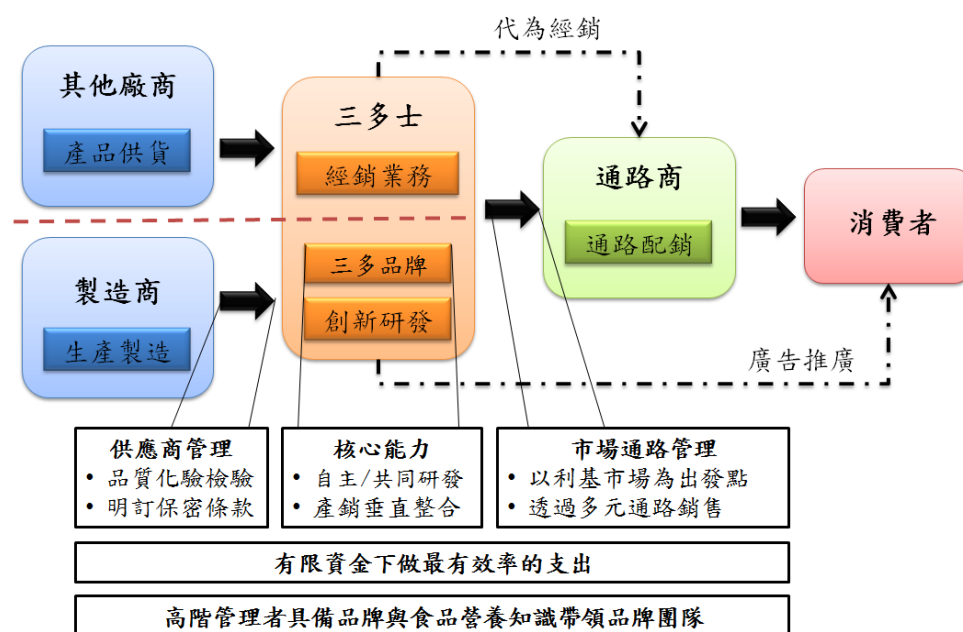 代為經銷
其他廠商
產品供貨
三多士
經銷業務
通路商
通路配銷
消費者
製造商
生產製造
三多品牌
創新研發
廣告推廣
供應商管理
• 品質化驗檢驗
• 明訂保密條款
核心能力
• 自主/共同研發
• 產銷垂直整合
市場通路管理
• 以利基市場為出發點
• 透過多元通路銷售
有限資金下做最有效率的支出
高階管理者具備品牌與食品營養知識帶領品牌團隊